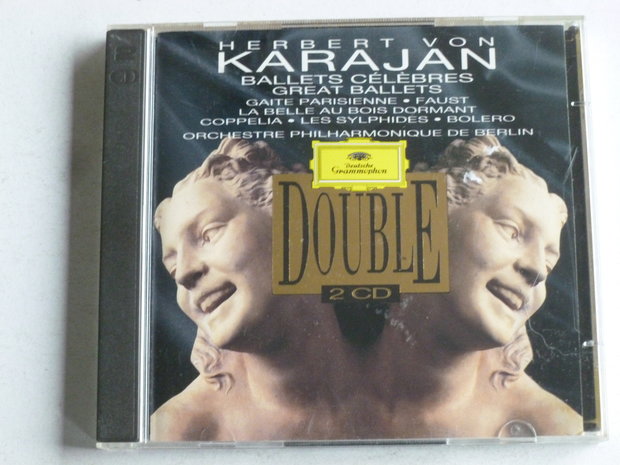 HERBERT VON
KARAJAN
BALLETS CÉLÈBRES
GREAT BALLETS
GAITE PARISIENNE • FAUST
LA BELLE AU BOIS DORMANT
COPPELIA • LES SYLPHIDES • BOLERO
ORCHESTRE PHILHARMONIQUE DE BERLIN
Deutsche
Grammophon
DOUBLE
2 CD